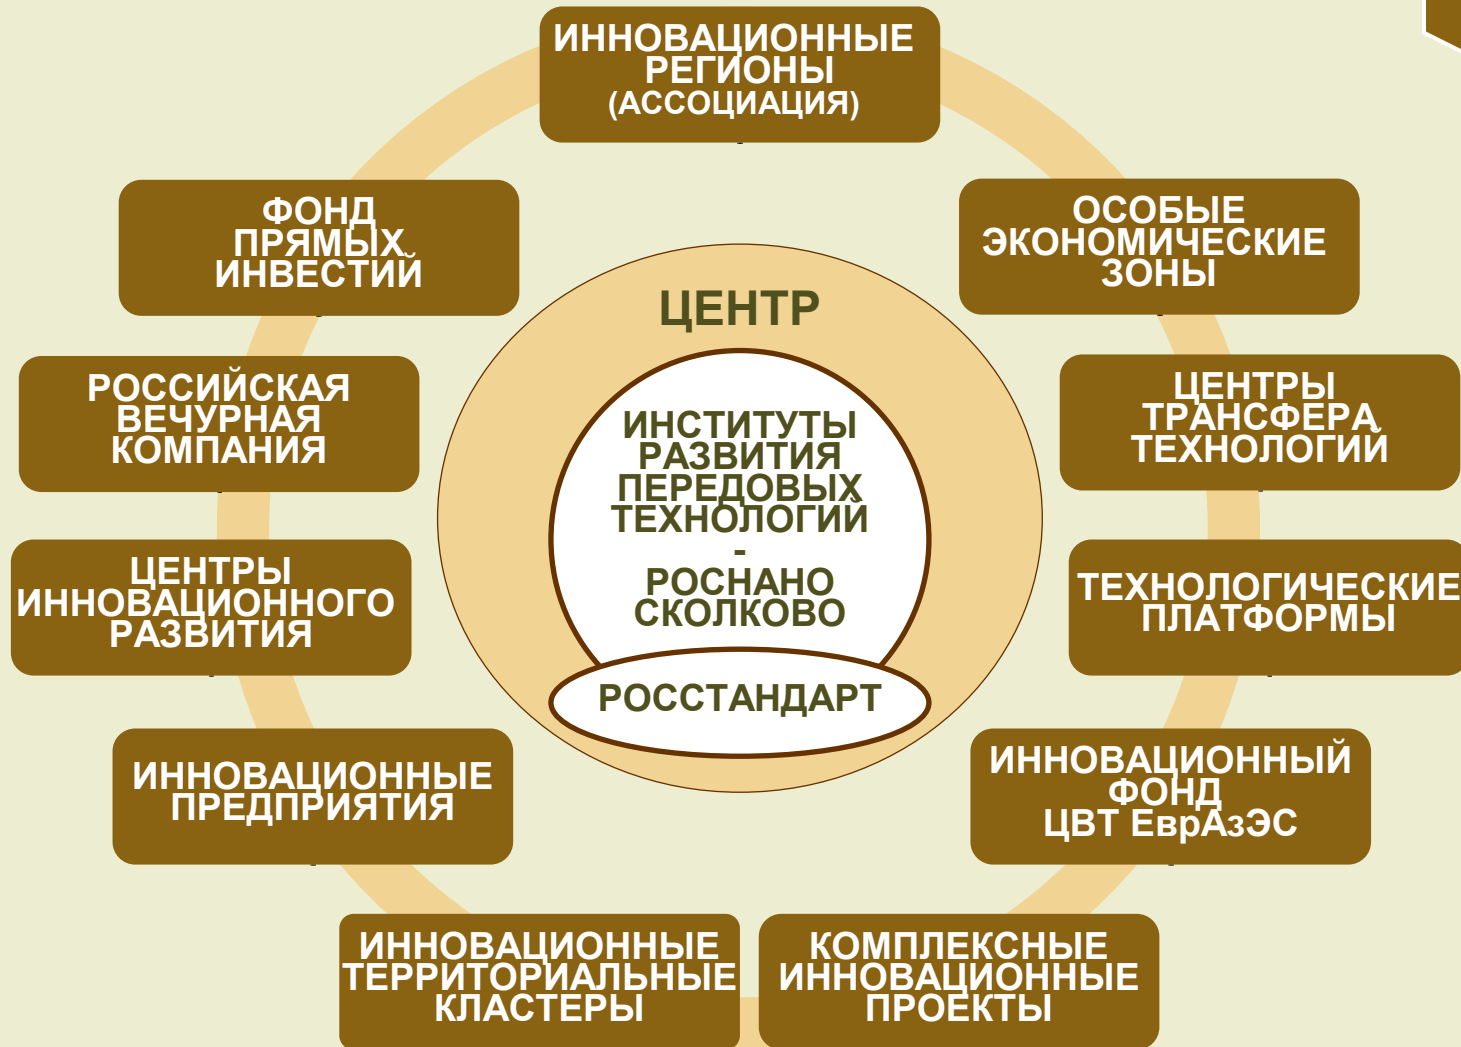 ИННОВАЦИОННЫЕ
РЕГИОНЫ
(АССОЦИАЦИЯ)
ФОНД
ПРЯМЫХ
ИНВЕСТИЙ
ОСОБЫЕ
ЭКОНОМИЧЕСКИЕ
ЗОНЫ
ЦЕНТР
РОССИЙСКАЯ
ВЕЧУРНАЯ
КОМПАНИЯ
ИНСТИТУТЫ
РАЗВИТИЯ
ПЕРЕДОВЫХ
ТЕХНОЛОГИЙ
-
РОСНАНО
СКОЛКОВО
ЦЕНТРЫ
ТРАНСФЕРА
ТЕХНОЛОГИЙ
ЦЕНТРЫ
ИННОВАЦИОННОГО
РАЗВИТИЯ
ТЕХНОЛОГИЧЕСКИЕ
ПЛАТФОРМЫ
РОССТАНДАРТ
ИННОВАЦИОННЫЕ
ПРЕДПРИЯТИЯ
ИННОВАЦИОННЫЙ
ФОНД
ЦВТ ЕврАзЭС
ИННОВАЦИОННЫЕ
ТЕРРИТОРИАЛЬНЫЕ
КЛАСТЕРЫ
КОМПЛЕКСНЫЕ
ИННОВАЦИОННЫЕ
ПРОЕКТЫ